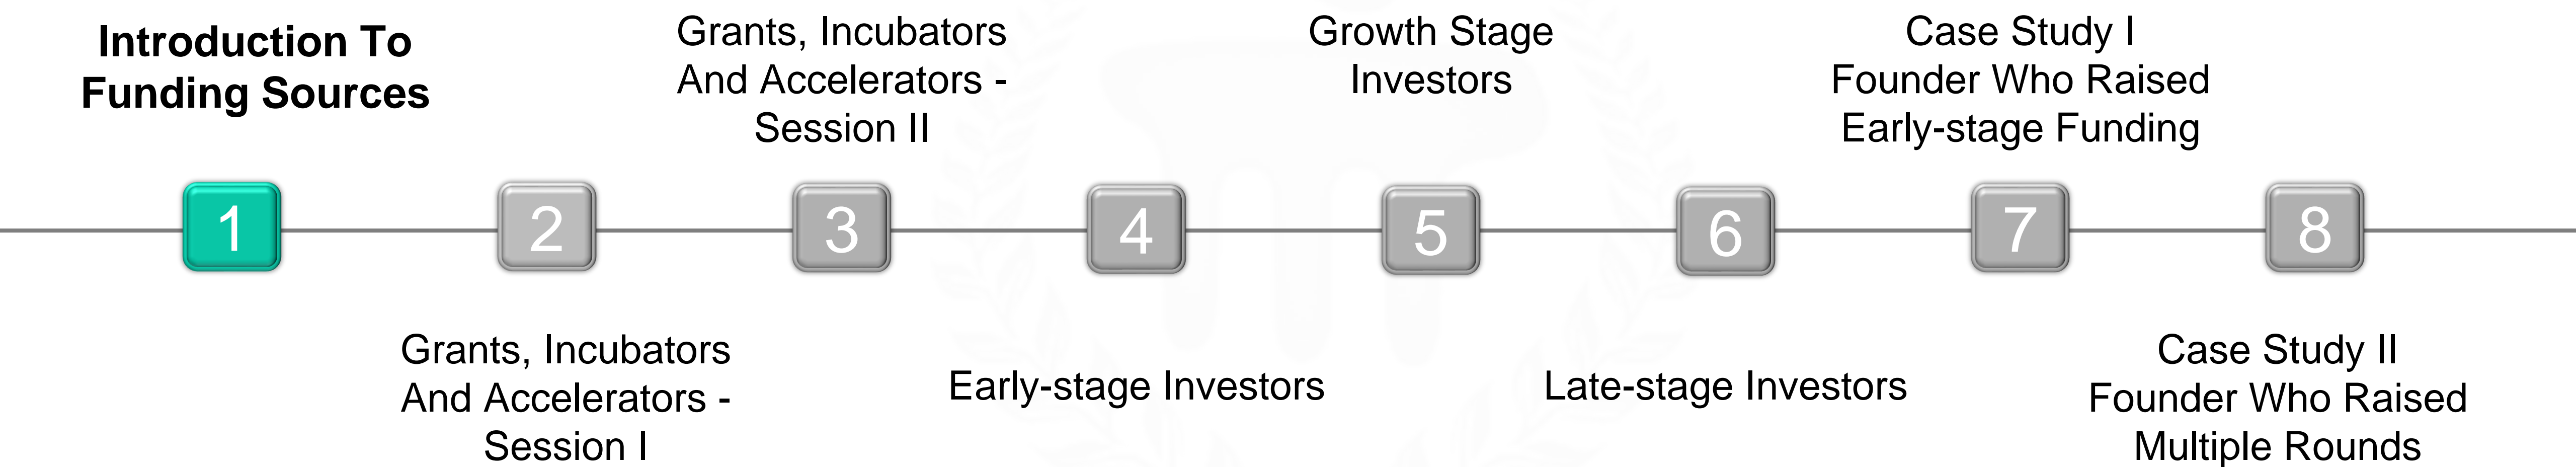 Introduction To
Funding Sources
Grants, Incubators
And Accelerators -
Session II
Growth Stage
Investors
Case Study I
Founder Who Raised
Early-stage Funding
1
2
3
4
5
6
7
8
Grants, Incubators
And Accelerators -
Session I
Early-stage Investors
Late-stage Investors
Case Study II
Founder Who Raised
Multiple Rounds